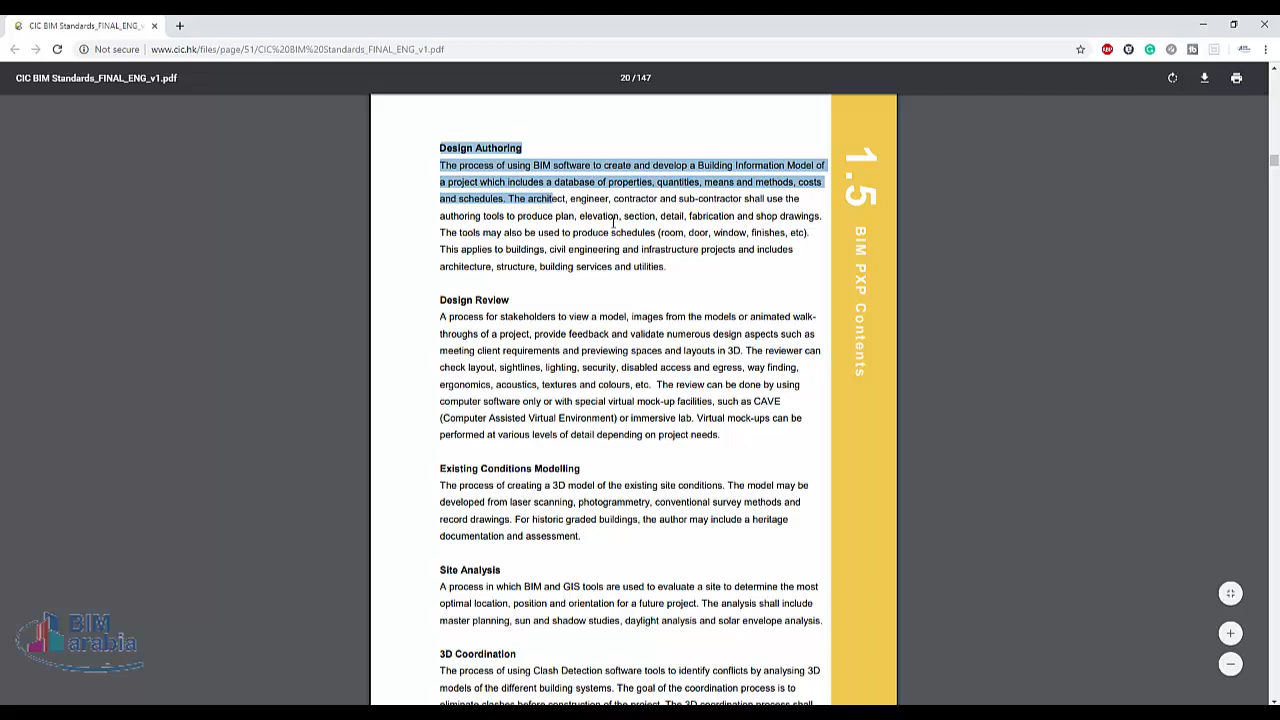 CIC BIM Standards_FINAL_ENG_v
Not secure | www.cic.hk/files/page/51/CIC%20BIM%20Standards_FINAL_ENG_v1.pdf
CIC BIM Standards_FINAL_ENG_v1.pdf
20 / 147
Design Authoring
The process of using BIM software to create and develop a Building Information Model of
a project which includes a database of properties, quantities, means and methods, costs
and schedules. The architect, engineer, contractor and sub-contractor shall use the
authoring tools to produce plan, elevation, section, detail, fabrication and shop drawings.
The tools may also be used to produce schedules (room, door, window, finishes, etc).
This applies to buildings, civil engineering and infrastructure projects and includes
architecture, structure, building services and utilities.
Design Review
A process for stakeholders to view a model, images from the models or animated walk-
throughs of a project, provide feedback and validate numerous design aspects such as
meeting client requirements and previewing spaces and layouts in 3D. The reviewer can
check layout, sightlines, lighting, security, disabled access and egress, way finding,
ergonomics, acoustics, textures and colours, etc. The review can be done by using
computer software only or with special virtual mock-up facilities, such as CAVE
(Computer Assisted Virtual Environment) or immersive lab. Virtual mock-ups can be
performed at various levels of detail depending on project needs.
Existing Conditions Modelling
The process of creating a 3D model of the existing site conditions. The model may be
developed from laser scanning, photogrammetry, conventional survey methods and
record drawings. For historic graded buildings, the author may include a heritage
documentation and assessment.
Site Analysis
A process in which BIM and GIS tools are used to evaluate a site to determine the most
optimal location, position and orientation for a future project. The analysis shall include
master planning, sun and shadow studies, daylight analysis and solar envelope analysis.
3D Coordination
The process of using Clash Detection software tools to identify conflicts by analysing 3D
models of the different building systems. The goal of the coordination process is to
eliminate clashes before construction of the project. The 3D coordination process shall
1.5
BIM PXP Contents
BIM
arabia